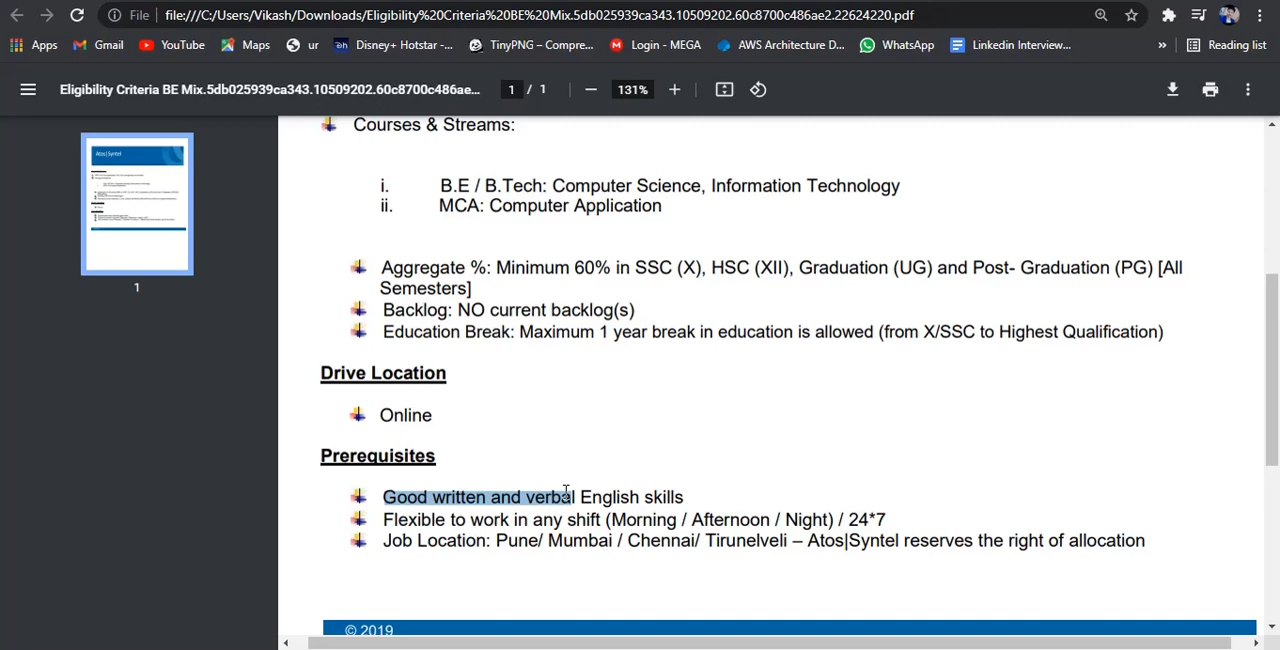 File | file:///C:/Users/Vikash/Downloads/Eligibility%20Criteria%20BE%20Mix.5db025939ca343.10509202.60c8700c486ae2.22624220.pdf
Apps Gmail YouTube Maps ur Disney+ Hotstar -... TinyPNG – Compre... Login - MEGA AWS Architecture D... WhatsApp Linkedin Interview... » Reading list
Eligibility Criteria BE Mix.5db025939ca343.10509202.60c8700c486ae... 1 / 1 131%
Courses & Streams:
Atos|Syntel
i. B.E / B.Tech: Computer Science, Information Technology
ii. MCA: Computer Application
Aggregate %: Minimum 60% in SSC (X), HSC (XII), Graduation (UG) and Post- Graduation (PG) [All
Semesters]
1
Backlog: NO current backlog(s)
Education Break: Maximum 1 year break in education is allowed (from X/SSC to Highest Qualification)
Drive Location
Online
Prerequisites
Good written and verbal English skills
Flexible to work in any shift (Morning / Afternoon / Night) / 24*7
Job Location: Pune/ Mumbai / Chennai/ Tirunelveli – Atos|Syntel reserves the right of allocation
© 2019